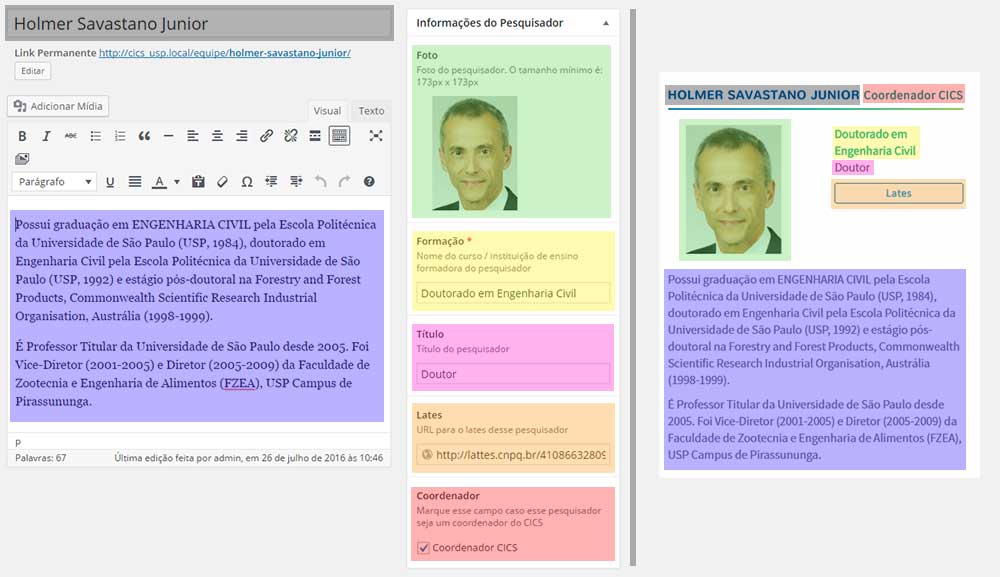 Holmer Savastano Junior
Link Permanente http://cics_usp.local/equipe/holmer-savastano-junior/
Editar
Adicionar Mídia
Visual Texto
B I ABC
Parágrafo
U A Ω
Possui graduação em ENGENHARIA CIVIL pela Escola Politécnica
da Universidade de São Paulo (USP, 1984), doutorado em
Engenharia Civil pela Escola Politécnica da Universidade de São
Paulo (USP, 1992) e estágio pós-doutoral na Forestry and Forest
Products, Commonwealth Scientific Research Industrial
Organisation, Austrália (1998-1999).
É Professor Titular da Universidade de São Paulo desde 2005. Foi
Vice-Diretor (2001-2005) e Diretor (2005-2009) da Faculdade de
Zootecnia e Engenharia de Alimentos (FZEA), USP Campus de
Pirassununga.
P
Palavras: 67 Última edição feita por admin, em 26 de julho de 2016 às 10:46
Informações do Pesquisador
Foto
Foto do pesquisador. O tamanho mínimo é:
173px x 173px
Formação *
Nome do curso / instituição de ensino
formadora do pesquisador
Doutorado em Engenharia Civil
Título
Título do pesquisador
Doutor
Lates
URL para o lates desse pesquisador
http://lattes.cnpq.br/41086632809
Coordenador
Marque esse campo caso esse pesquisador
seja um coordenador do CICS
Coordenador CICS
HOLMER SAVASTANO JUNIOR Coordenador CICS
Doutorado em
Engenharia Civil
Doutor
Lates
Possui graduação em ENGENHARIA CIVIL pela Escola
Politécnica da Universidade de São Paulo (USP, 1984),
doutorado em Engenharia Civil pela Escola Politécnica da
Universidade de São Paulo (USP, 1992) e estágio pós-
doutoral na Forestry and Forest Products, Commonwealth
Scientific Research Industrial Organisation, Austrália
(1998-1999).
É Professor Titular da Universidade de São Paulo desde
2005. Foi Vice-Diretor (2001-2005) e Diretor (2005-2009) da
Faculdade de Zootecnia e Engenharia de Alimentos (FZEA),
USP Campus de Pirassununga.